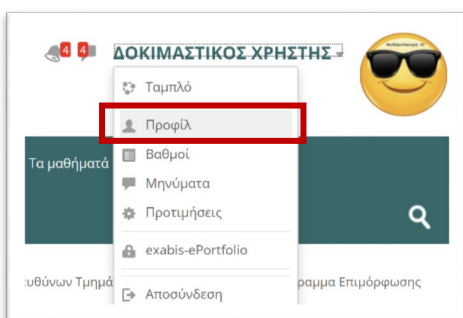 4 4 ΔΟΚΙΜΑΣΤΙΚΟΣ ΧΡΗΣΤΗΣ
Ταμπλό
Προφίλ
Τα μαθήματά
Βαθμοί
Μηνύματα
Προτιμήσεις
exabis-ePortfolio
υθύνων Τμημά ραμμα Επιμόρφωσης
Αποσύνδεση